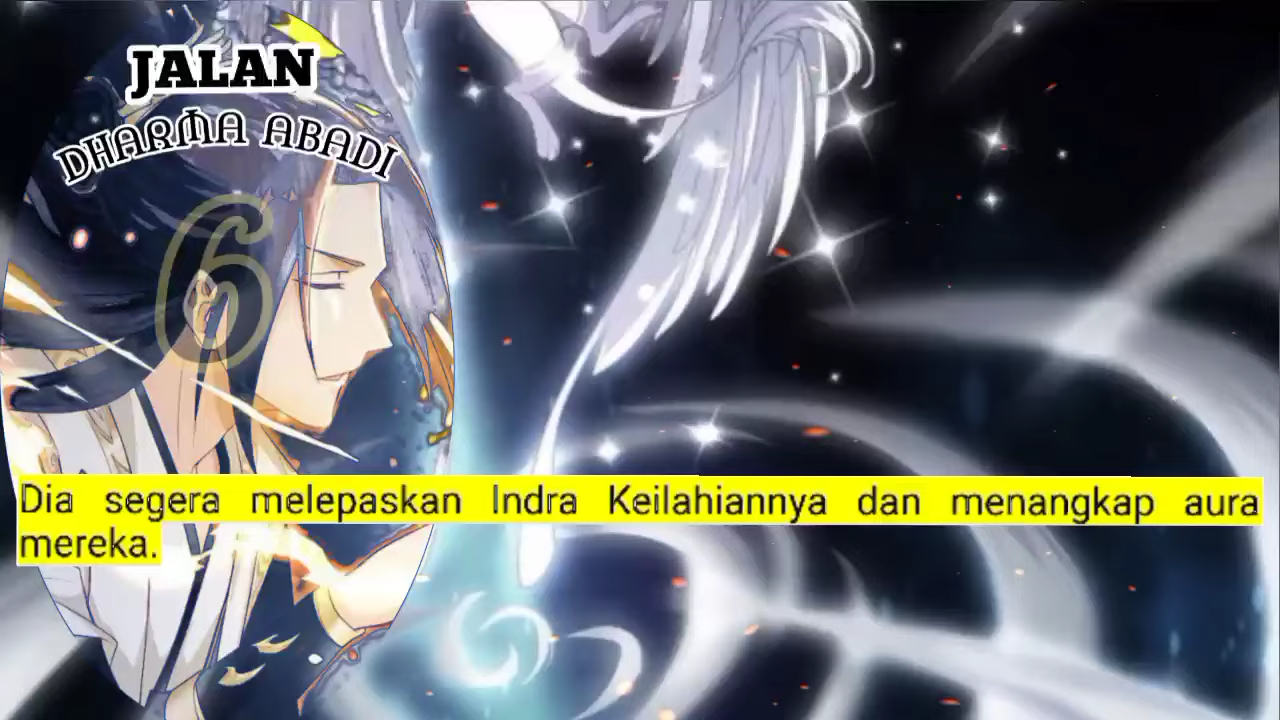 JALAN
DHARMA ABADI
6
Dia segera melepaskan Indra Keilahiannya dan menangkap aura
mereka.